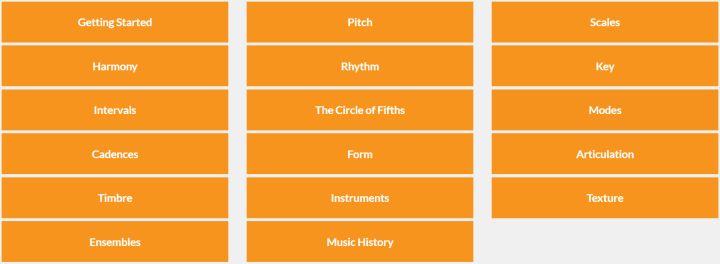 Getting Started
Pitch
Scales
Harmony
Rhythm
Key
Intervals
The Circle of Fifths
Modes
Cadences
Form
Articulation
Timbre
Instruments
Texture
Ensembles
Music History